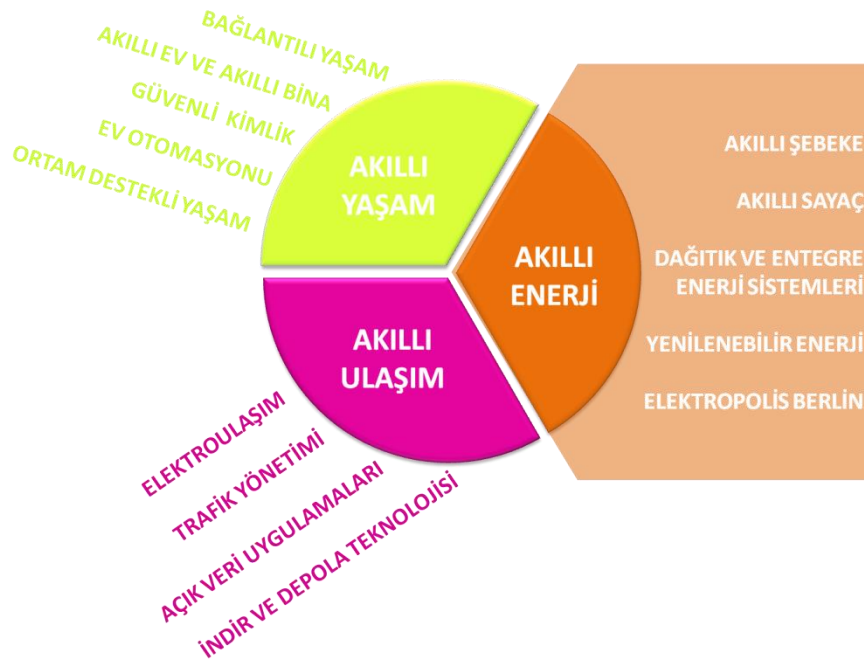 BAĞLANTILI YAŞAM
AKILLI EV VE AKILLI BİNA
GÜVENLİ KİMLİK
EV OTOMASYONU
ORTAM DESTEKLİ YAŞAM
AKILLI
YAŞAM
AKILLI
ENERJİ
AKILLI ŞEBEKE
AKILLI SAYAÇ
DAĞITIK VE ENTEGRE
ENERJİ SİSTEMLERİ
YENİLENEBİLİR ENERJİ
ELEKTROPOLİS BERLİN
AKILLI
ULAŞIM
ELEKTROULAŞIM
TRAFİK YÖNETİMİ
AÇIK VERİ UYGULAMALARI
İNDİR VE DEPOLA TEKNOLOJİSİ